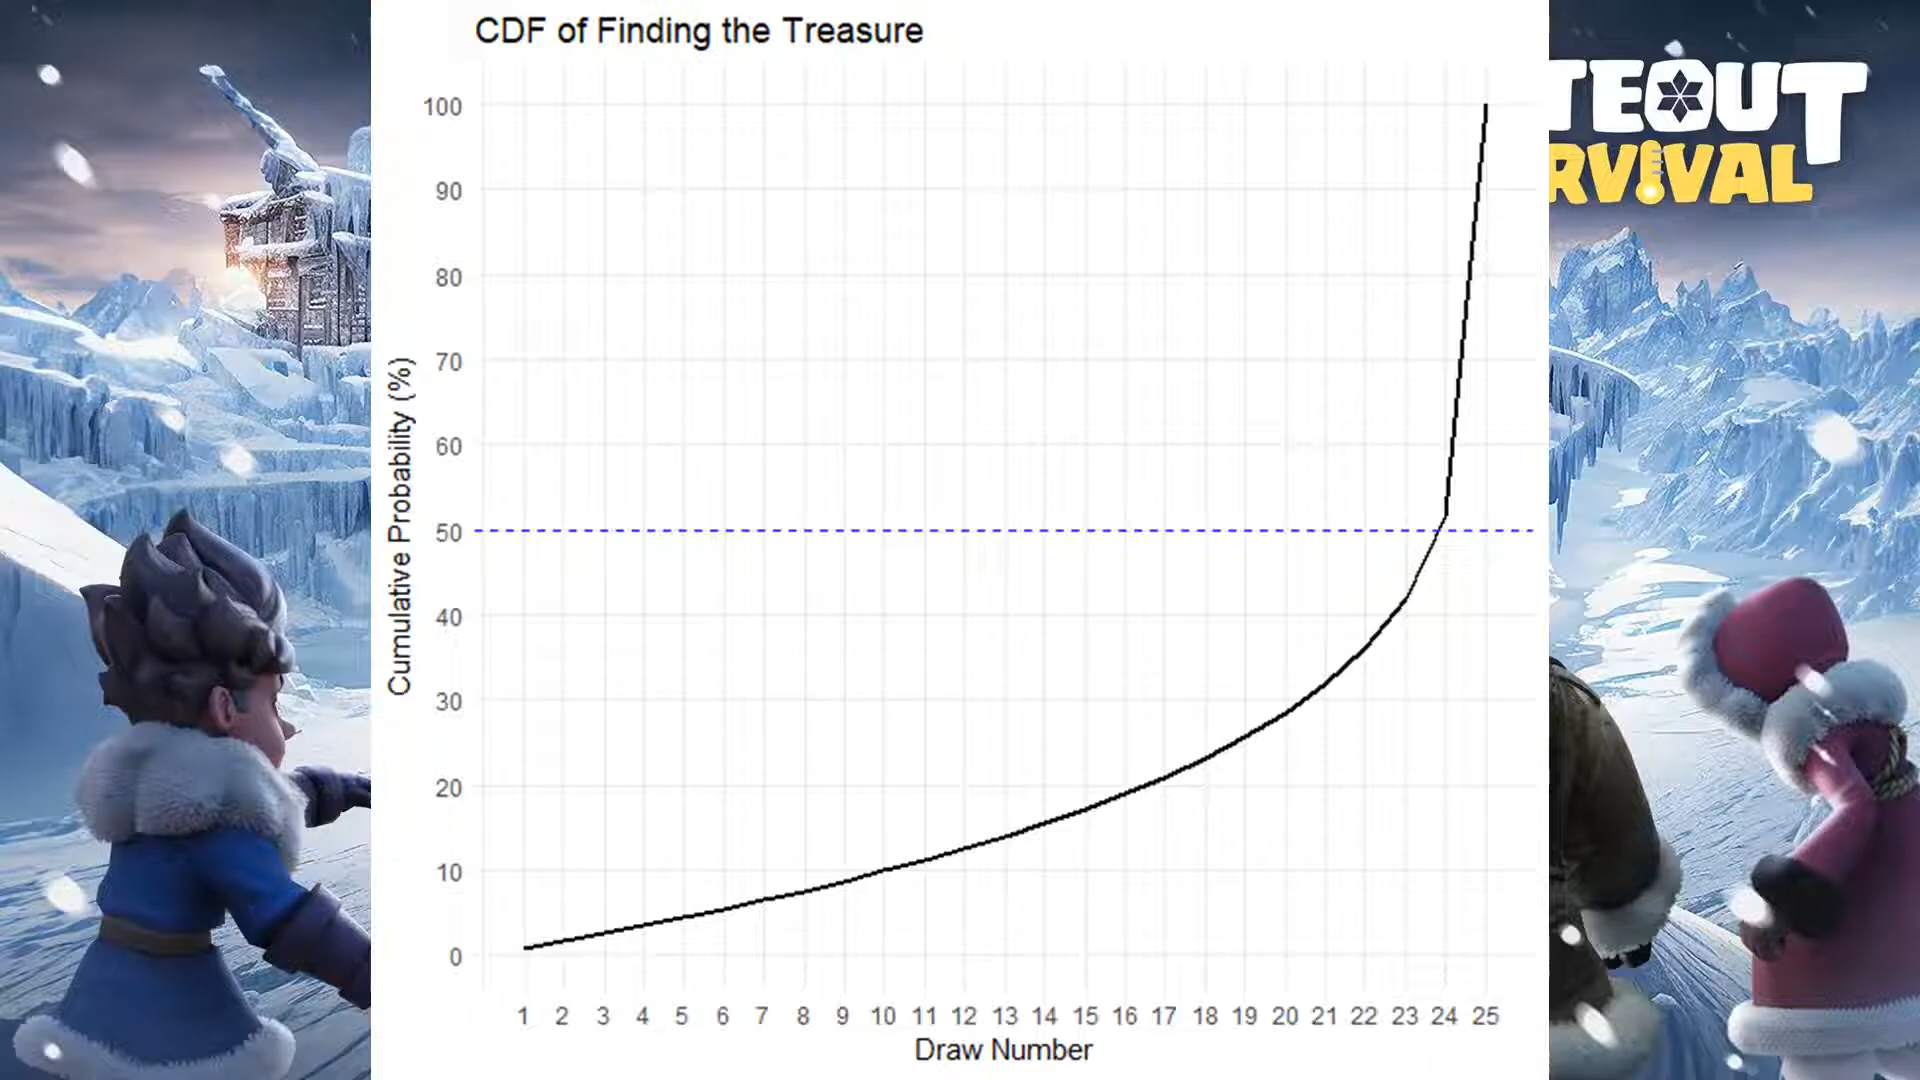 CDF of Finding the Treasure
TEOUT
RVIVAL
Cumulative Probability (%)
100
90
80
70
60
50
40
30
20
10
0
1 2 3 4 5 6 7 8 9 10 11 12 13 14 15 16 17 18 19 20 21 22 23 24 25
Draw Number